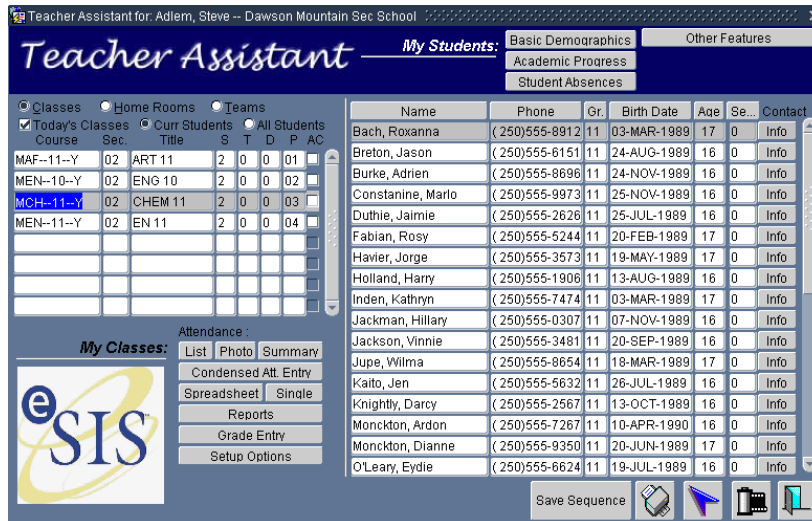 Teacher Assistant for: Adlem, Steve -- Dawson Mountain Sec School
Teacher Assistant
My Students:
Basic Demographics
Other Features
Academic Progress
Student Absences
Classes Home Rooms Teams
Today's Classes Curr Students All Students
Course Sec. Title S T D P AC
MAF--11--Y 02 ART 11 2 0 0 01
MEN--10--Y 02 ENG 10 2 0 0 02
MCH--11--Y 02 CHEM 11 2 0 0 03
MEN--11--Y 02 EN 11 2 0 0 04
Attendance :
My Classes:
List Photo Summary
Condensed Att. Entry
Spreadsheet Single
Reports
Grade Entry
Setup Options
eSIS
Name Phone Gr. Birth Date Age Se... Contact
Bach, Roxanna (250)555-8912 11 03-MAR-1989 17 0 Info
Breton, Jason (250)555-6151 11 24-AUG-1989 16 0 Info
Burke, Adrien (250)555-8696 11 24-NOV-1989 16 0 Info
Constanine, Marlo (250)555-9973 11 25-NOV-1989 16 0 Info
Duthie, Jaimie (250)555-2626 11 25-JUL-1989 16 0 Info
Fabian, Rosy (250)555-5244 11 20-FEB-1989 17 0 Info
Havier, Jorge (250)555-3573 11 19-MAY-1989 17 0 Info
Holland, Harry (250)555-1906 11 13-AUG-1989 16 0 Info
Inden, Kathryn (250)555-7474 11 03-MAR-1989 17 0 Info
Jackman, Hillary (250)555-0307 11 07-NOV-1989 16 0 Info
Jackson, Vinnie (250)555-3481 11 20-SEP-1989 16 0 Info
Jupe, Wilma (250)555-8654 11 18-MAR-1989 17 0 Info
Kaito, Jen (250)555-5632 11 26-JUL-1989 16 0 Info
Knightly, Darcy (250)555-2567 11 13-OCT-1989 16 0 Info
Monckton, Ardon (250)555-7267 11 10-APR-1990 16 0 Info
Monckton, Dianne (250)555-9350 11 20-JUN-1989 17 0 Info
O'Leary, Eydie (250)555-6624 11 19-JUL-1989 16 0 Info
Save Sequence